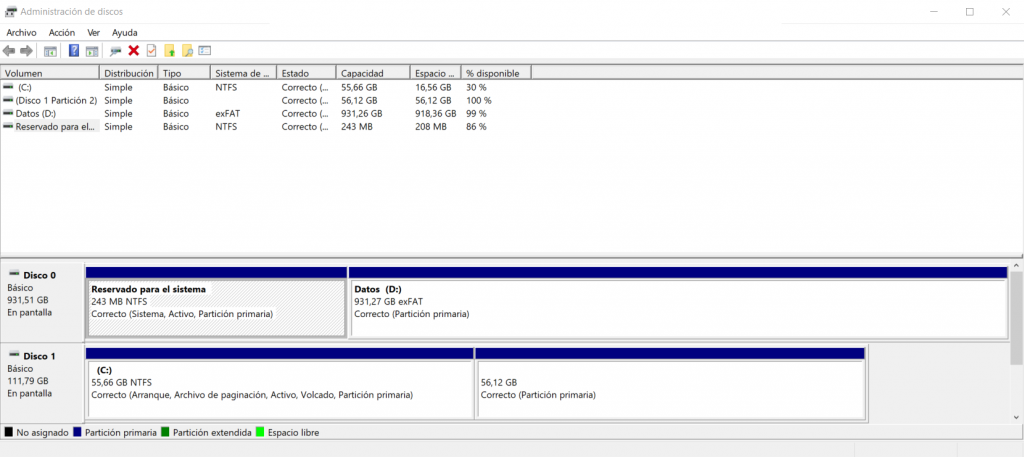 Administración de discos
Archivo Acción Ver Ayuda
Volumen Distribución Tipo Sistema de ... Estado Capacidad Espacio ... % disponible
(C:) Simple Básico NTFS Correcto (... 55,66 GB 16,56 GB 30 %
(Disco 1 Partición 2) Simple Básico Correcto (... 56,12 GB 56,12 GB 100 %
Datos (D:) Simple Básico exFAT Correcto (... 931,26 GB 918,36 GB 99 %
Reservado para el... Simple Básico NTFS Correcto (... 243 MB 208 MB 86 %
Disco 0
Básico
931,51 GB
En pantalla
Reservado para el sistema
243 MB NTFS
Correcto (Sistema, Activo, Partición primaria)
Datos (D:)
931,27 GB exFAT
Correcto (Partición primaria)
Disco 1
Básico
111,79 GB
En pantalla
(C:)
55,66 GB NTFS
Correcto (Arranque, Archivo de paginación, Activo, Volcado, Partición primaria)
56,12 GB
Correcto (Partición primaria)
No asignado Partición primaria Partición extendida Espacio libre